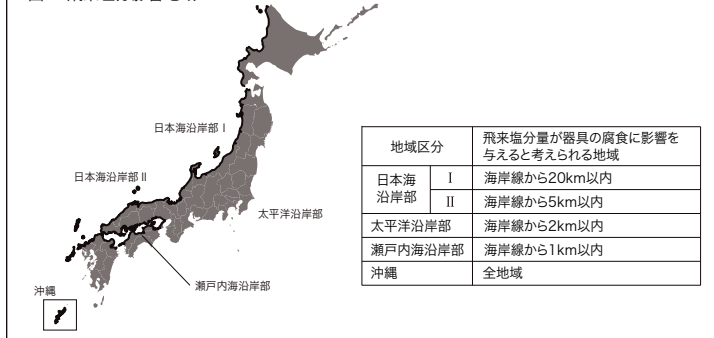 日本海沿岸部Ⅰ
日本海沿岸部Ⅱ
太平洋沿岸部
瀬戸内海沿岸部
沖縄
地域区分
飛来塩分量が器具の腐食に影響を
与えると考えられる地域
日本海
沿岸部
Ⅰ
海岸線から20km以内
Ⅱ
海岸線から5km以内
太平洋沿岸部
海岸線から2km以内
瀬戸内海沿岸部
海岸線から1km以内
沖縄
全地域